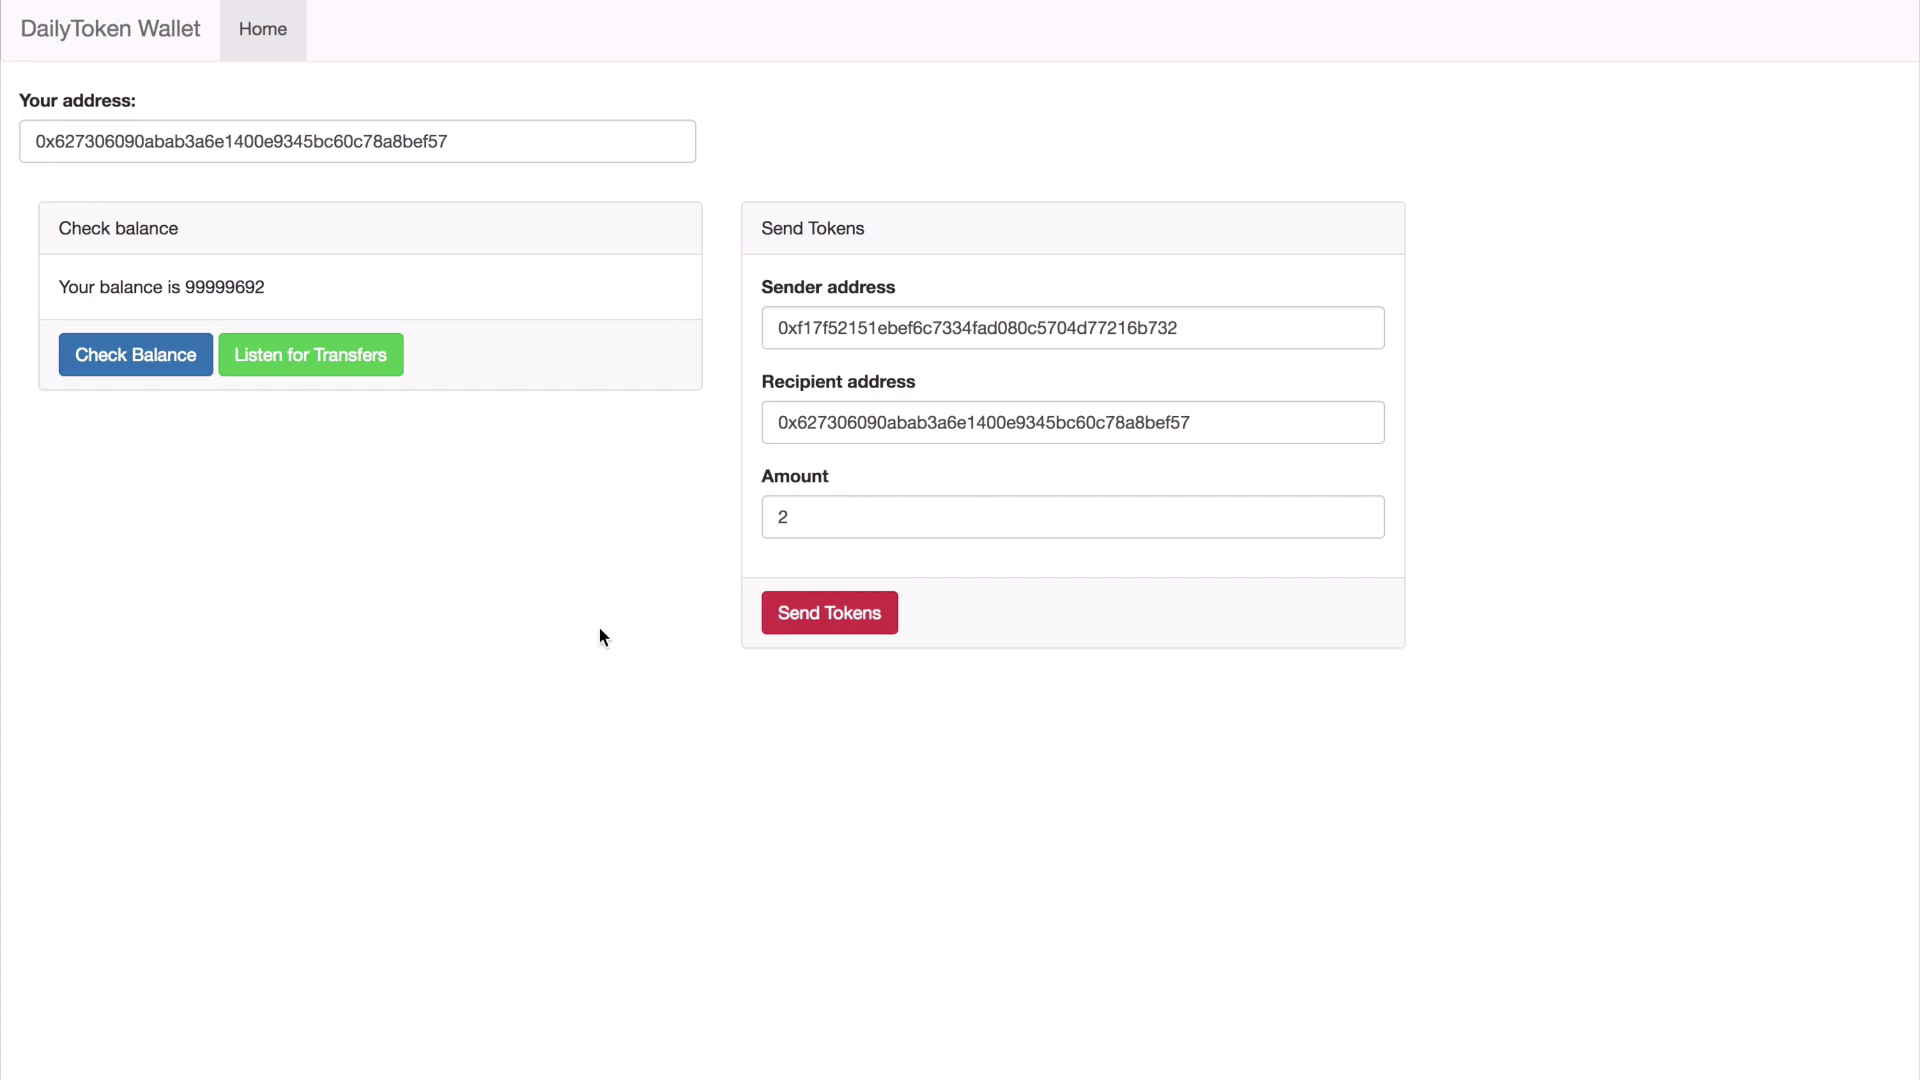 DailyToken Wallet
Home
Your address:
0x627306090abab3a6e1400e9345bc60c78a8bef57
Check balance
Your balance is 99999692
Check Balance
Listen for Transfers
Send Tokens
Sender address
0xf17f52151ebef6c7334fad080c5704d77216b732
Recipient address
0x627306090abab3a6e1400e9345bc60c78a8bef57
Amount
2
Send Tokens